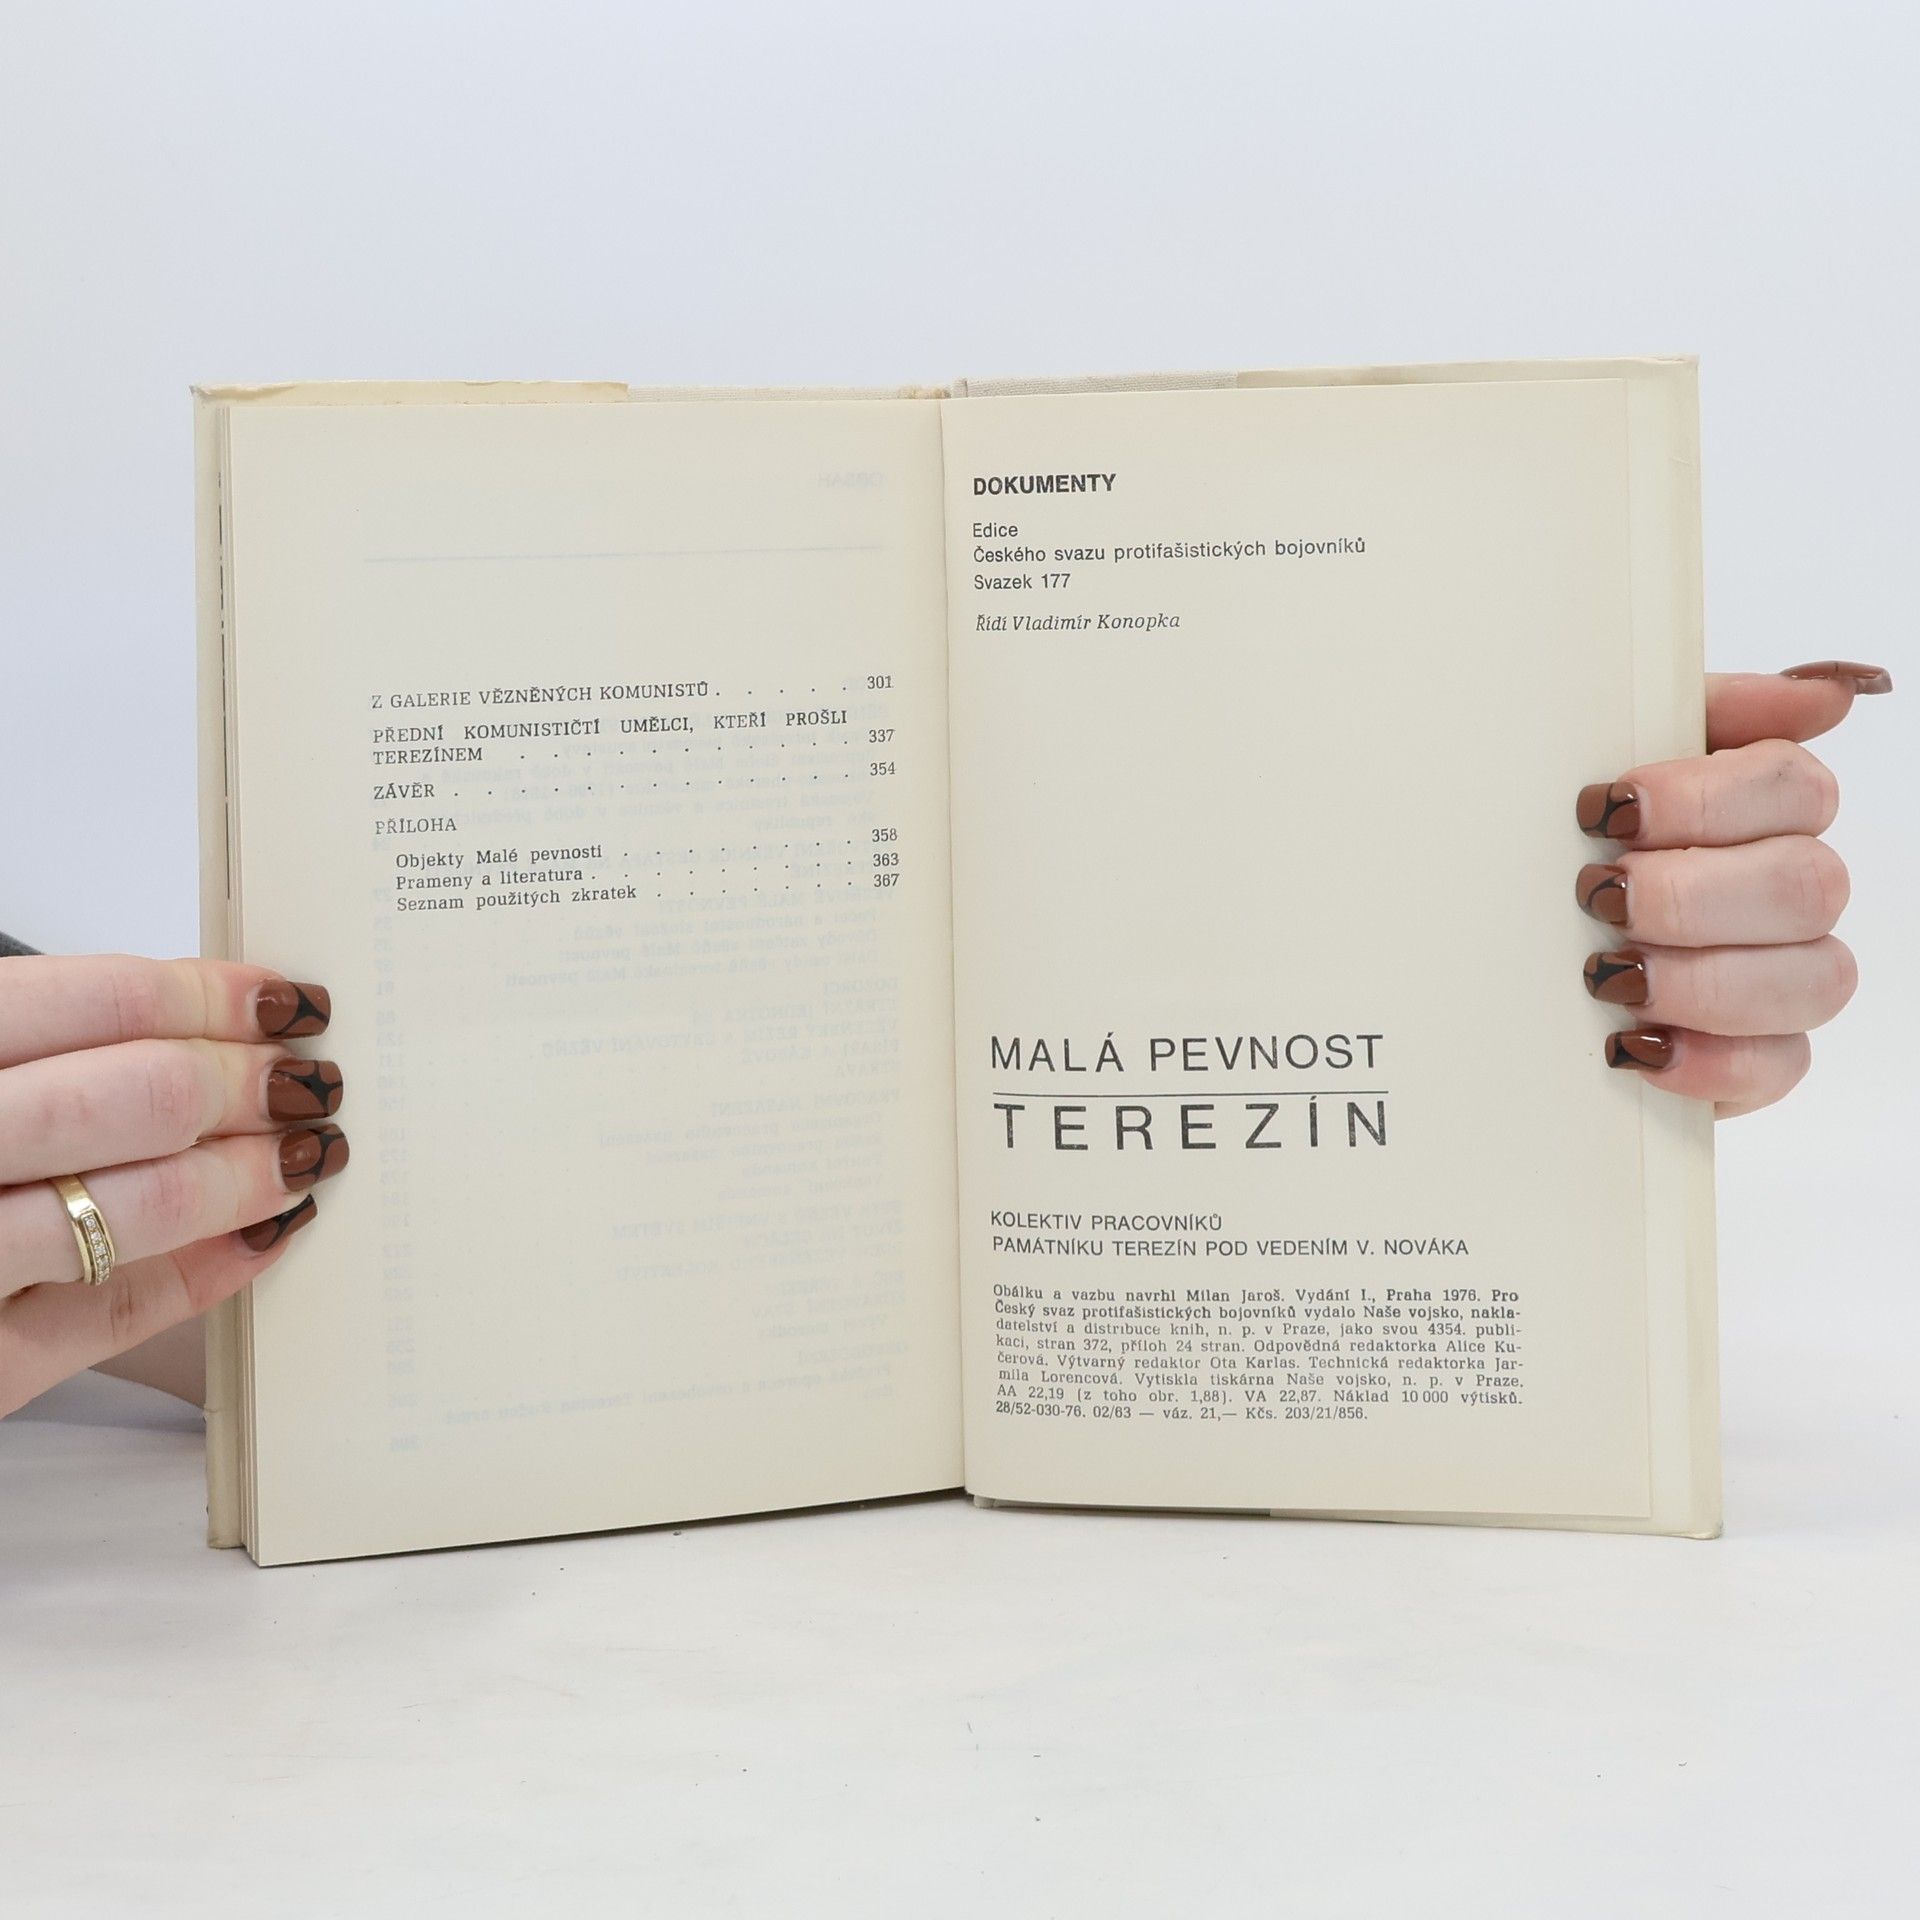 Z GALERIE VĚZNĚNÝCH KOMUNISTŮ . . . . . 301
PŘEDNÍ KOMUNISTIČTÍ UMĚLCI, KTEŘÍ PROŠLI
TEREZÍNEM . . . . . . . . . . . 337
ZÁVĚR . . . . . . . . . . . . . 354
PŘÍLOHA
Objekty Malé pevnosti . . . . . . . . 358
Prameny a literatura . . . . . . . . . 363
Seznam použitých zkratek . . . . . . . 367
DOKUMENTY
Edice
Českého svazu protifašistických bojovníků
Svazek 177
Řídí Vladimír Konopka
MALÁ PEVNOST
TEREZÍN
KOLEKTIV PRACOVNÍKŮ
PAMÁTNÍKU TEREZÍN POD VEDENÍM V. NOVÁKA
Obálku a vazbu navrhl Milan Jaroš. Vydání I., Praha 1976. Pro
Český svaz protifašistických bojovníků vydalo Naše vojsko, nakla-
datelství a distribuce knih, n. p. v Praze, jako svou 4354. publi-
kaci, stran 372, příloh 24 stran. Odpovědná redaktorka Alice Ku-
čerová. Výtvarný redaktor Ota Karlas. Technická redaktorka Jar-
mila Lorencová. Vytiskla tiskárna Naše vojsko, n. p. v Praze.
AA 22,19 (z toho obr. 1,88). VA 22,87. Náklad 10 000 výtisků.
28/52-030-76. 02/63 — váz. 21,— Kčs. 203/21/856.